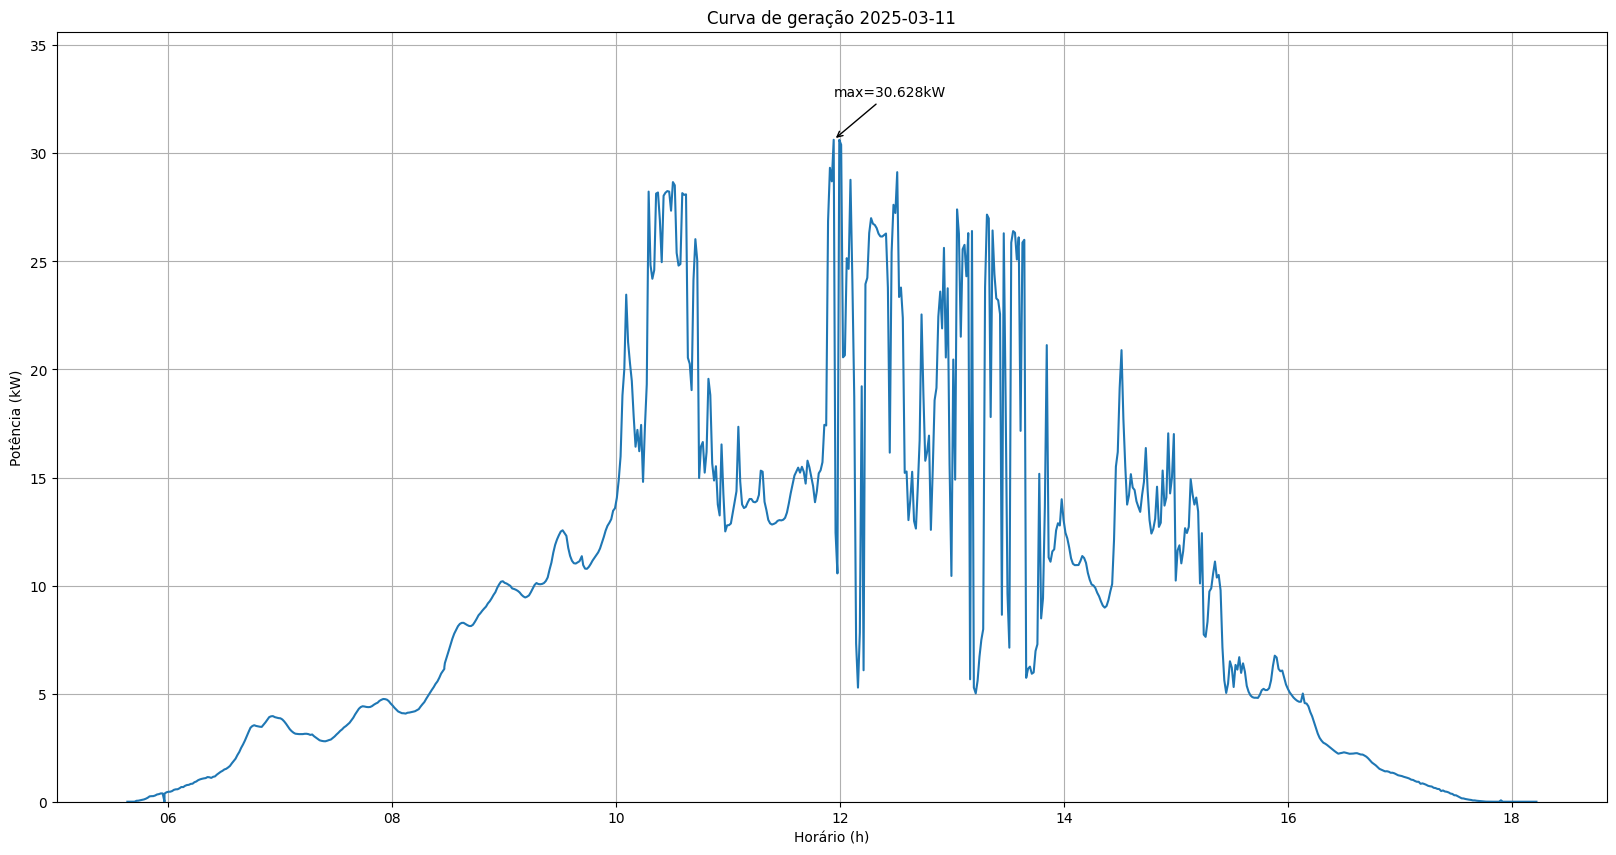 Curva de geração 2025-03-11
35
max=30.628kW
30
25
20
15
10
5
0
Potência (kW)
06 08 10 12 14 16 18
Horário (h)